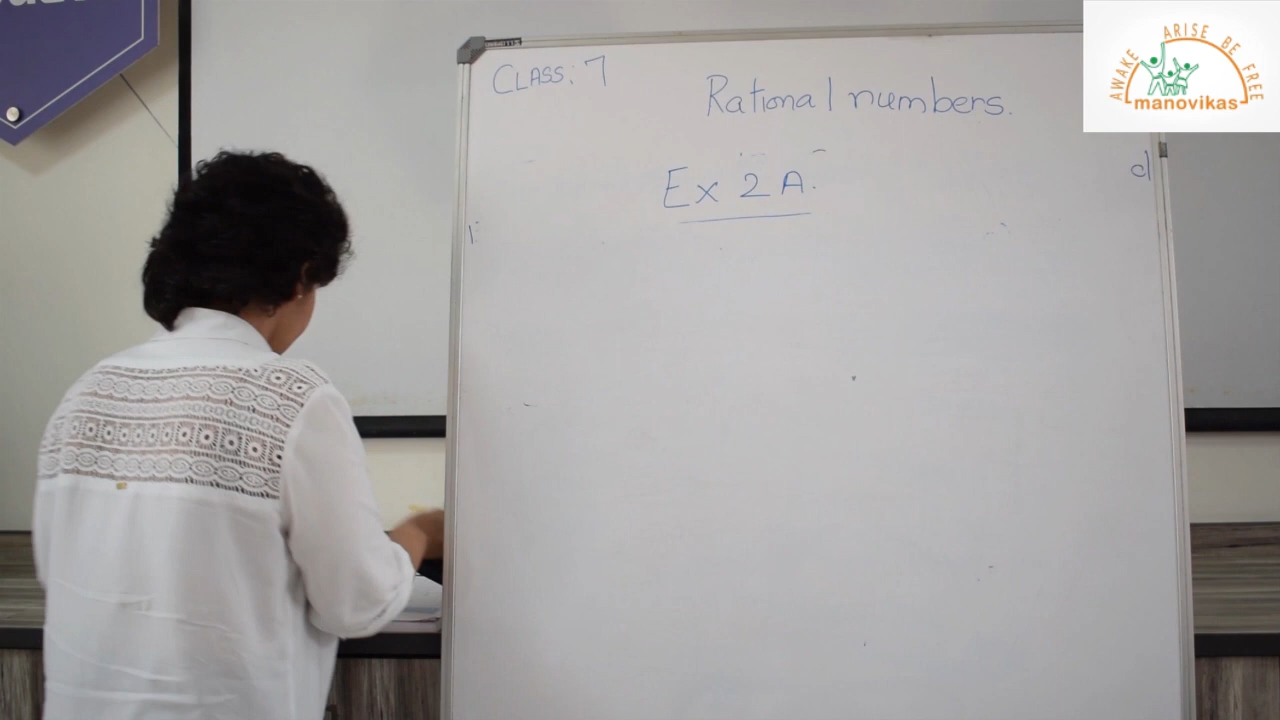 CLASS: 7
Rational numbers.
Ex 2 A.
d
AWAKE ARISE BE FREE
manovikas